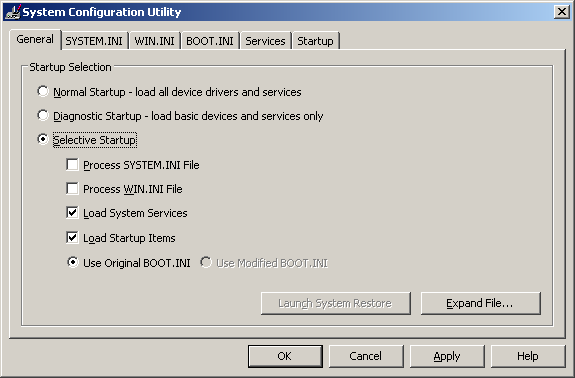 System Configuration Utility
General SYSTEM.INI WIN.INI BOOT.INI Services Startup
Startup Selection
Normal Startup - load all device drivers and services
Diagnostic Startup - load basic devices and services only
Selective Startup
Process SYSTEM.INI File
Process WIN.INI File
Load System Services
Load Startup Items
Use Original BOOT.INI Use Modified BOOT.INI
Launch System Restore Expand File...
OK Cancel Apply Help